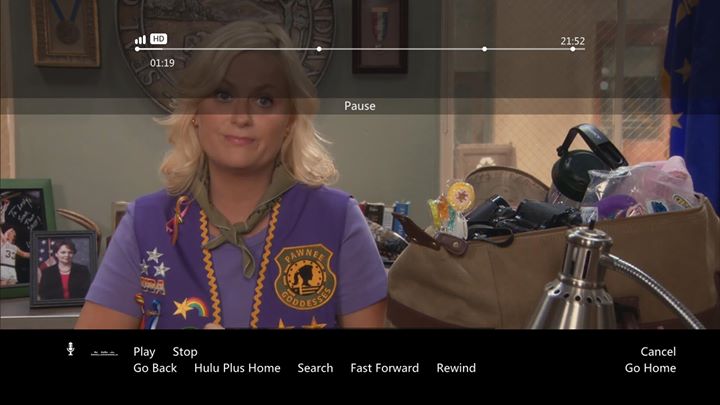 HD
21:52
01:19
Pause
PAWNEE
GODDESSES
Play Stop Cancel
Go Back Hulu Plus Home Search Fast Forward Rewind Go Home